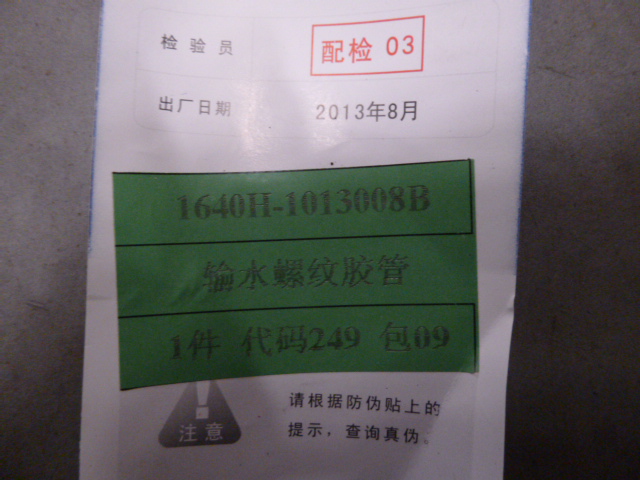 检验员 配检 03
出厂日期 2013年8月
1640H-1013008B
输水螺纹胶管
1件 代码249 包09
请根据防伪贴上的
注意 提示，查询真伪。